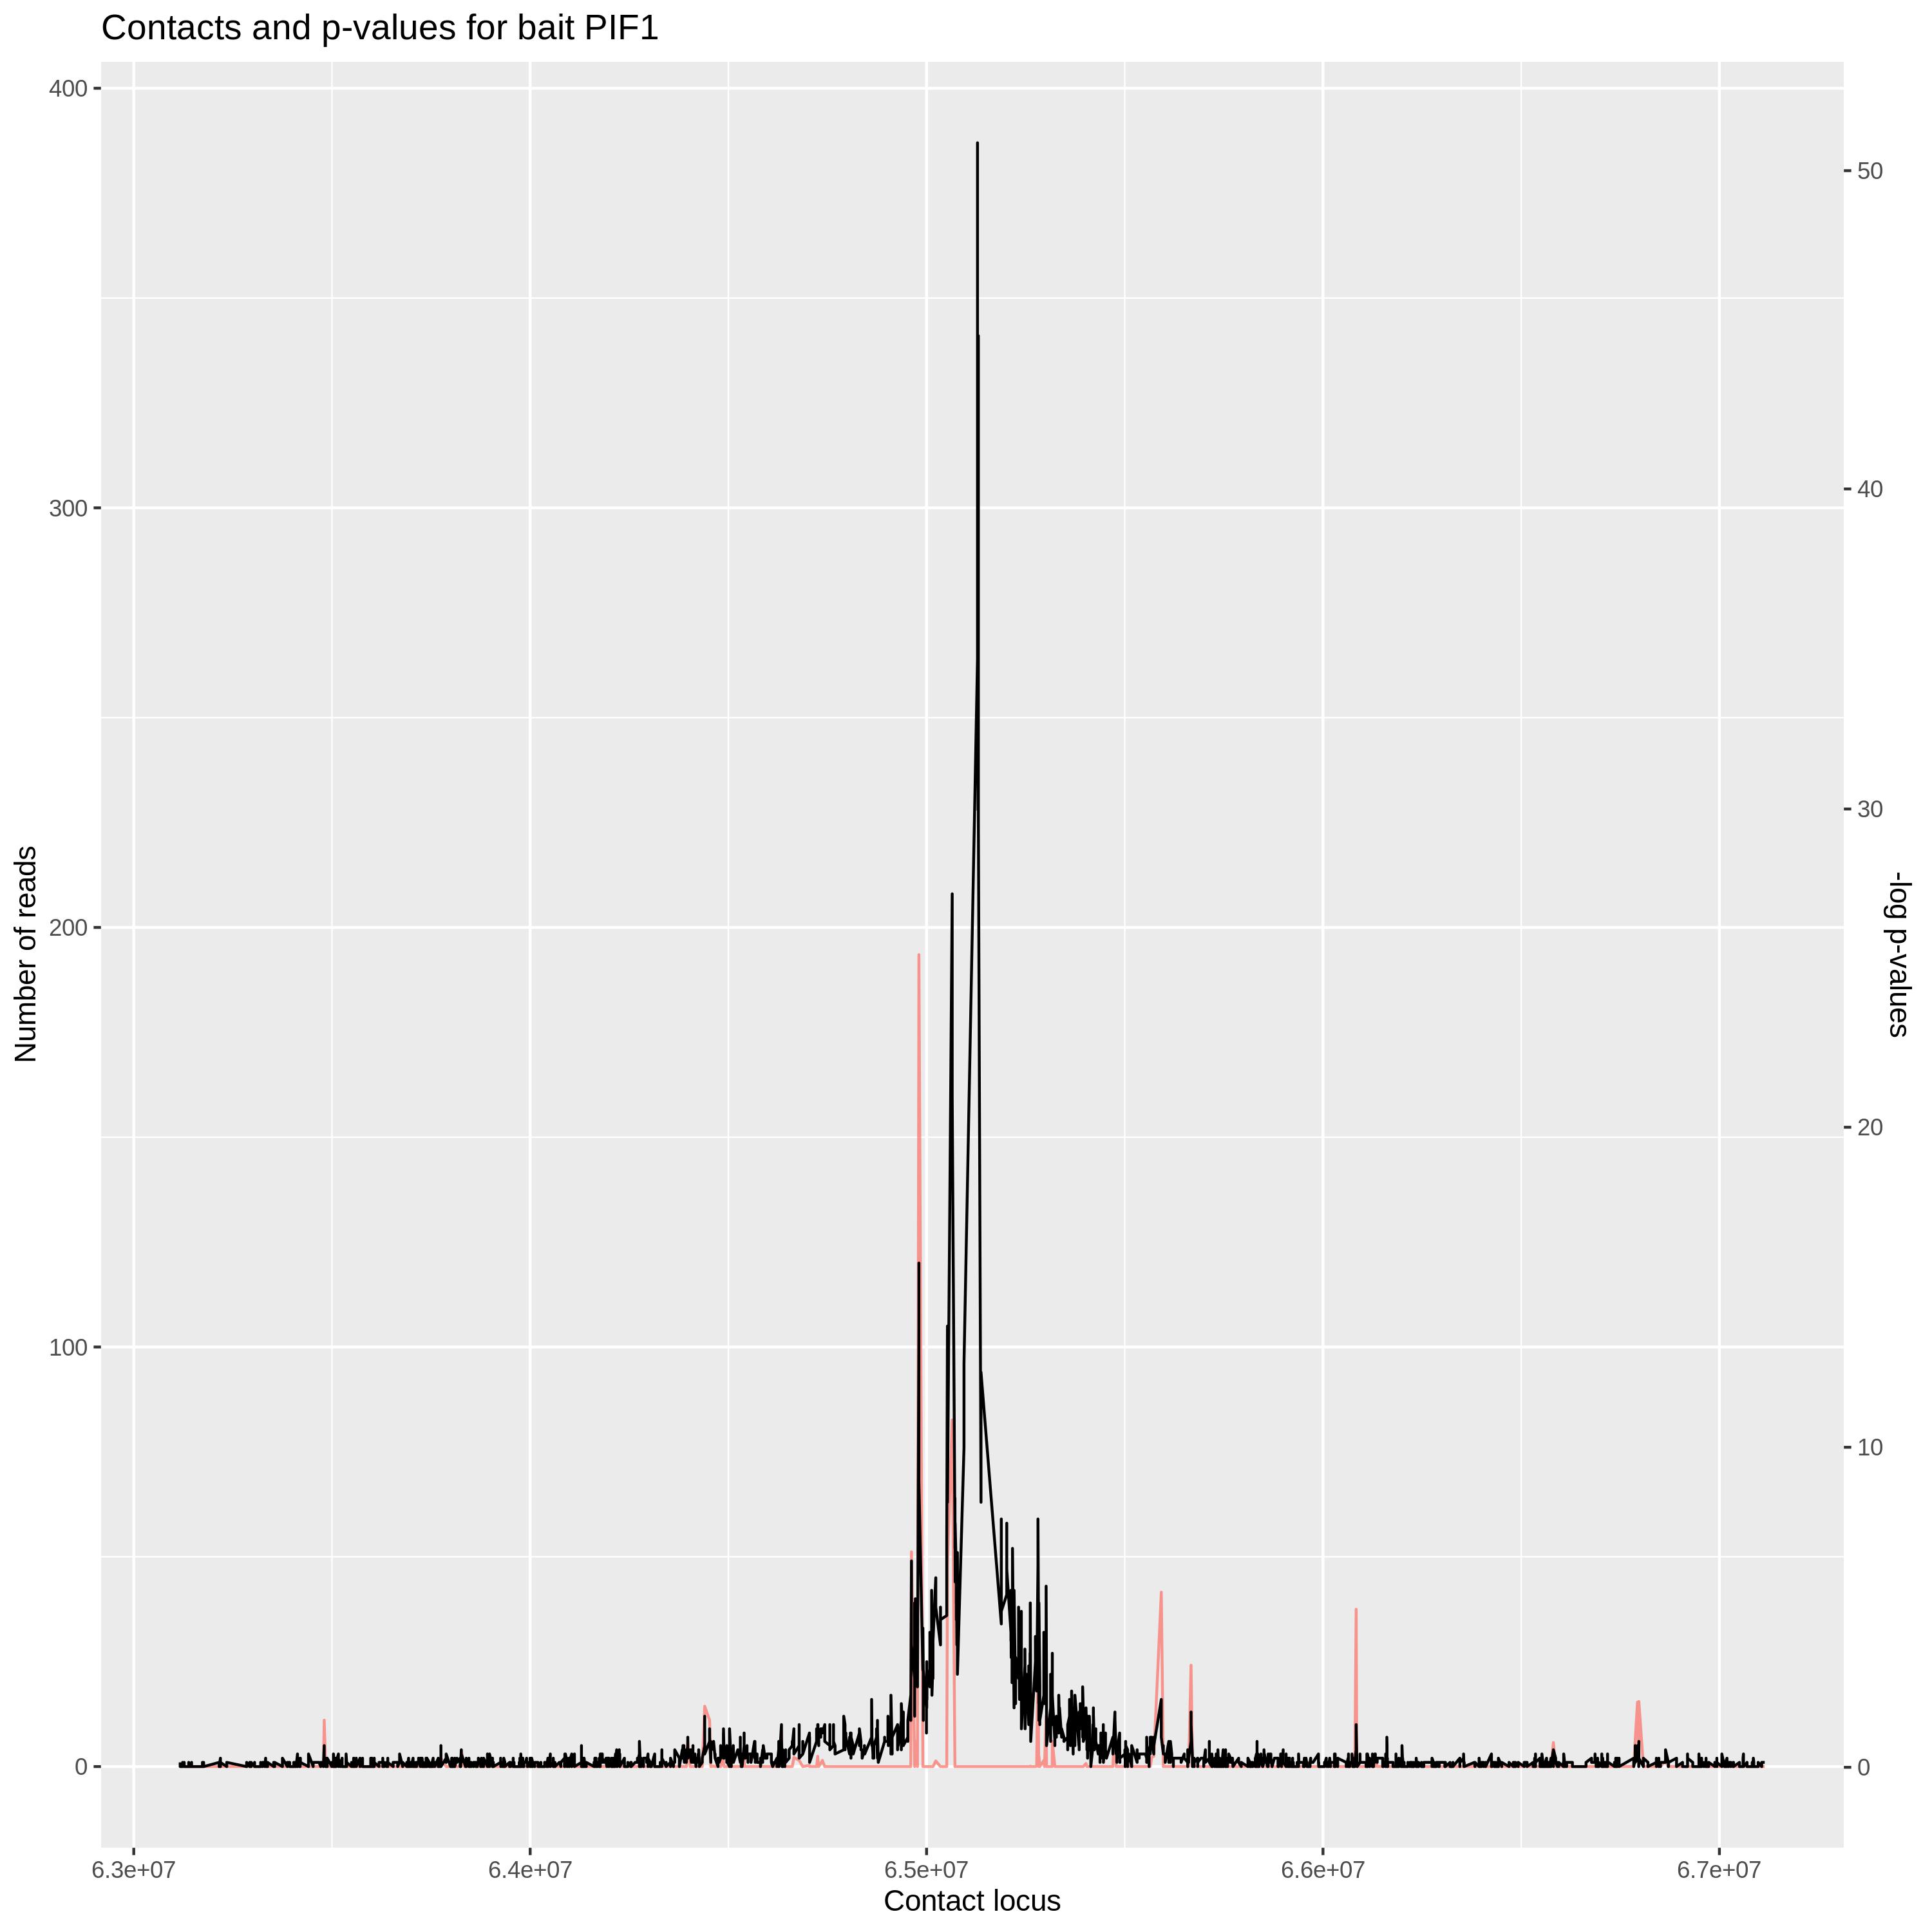 Contacts and p-values for bait PIF1
400
300
200
100
0
50
40
30
20
10
0
Number of reads
-log p-values
6.3e+07
6.4e+07
6.5e+07
6.6e+07
6.7e+07
Contact locus